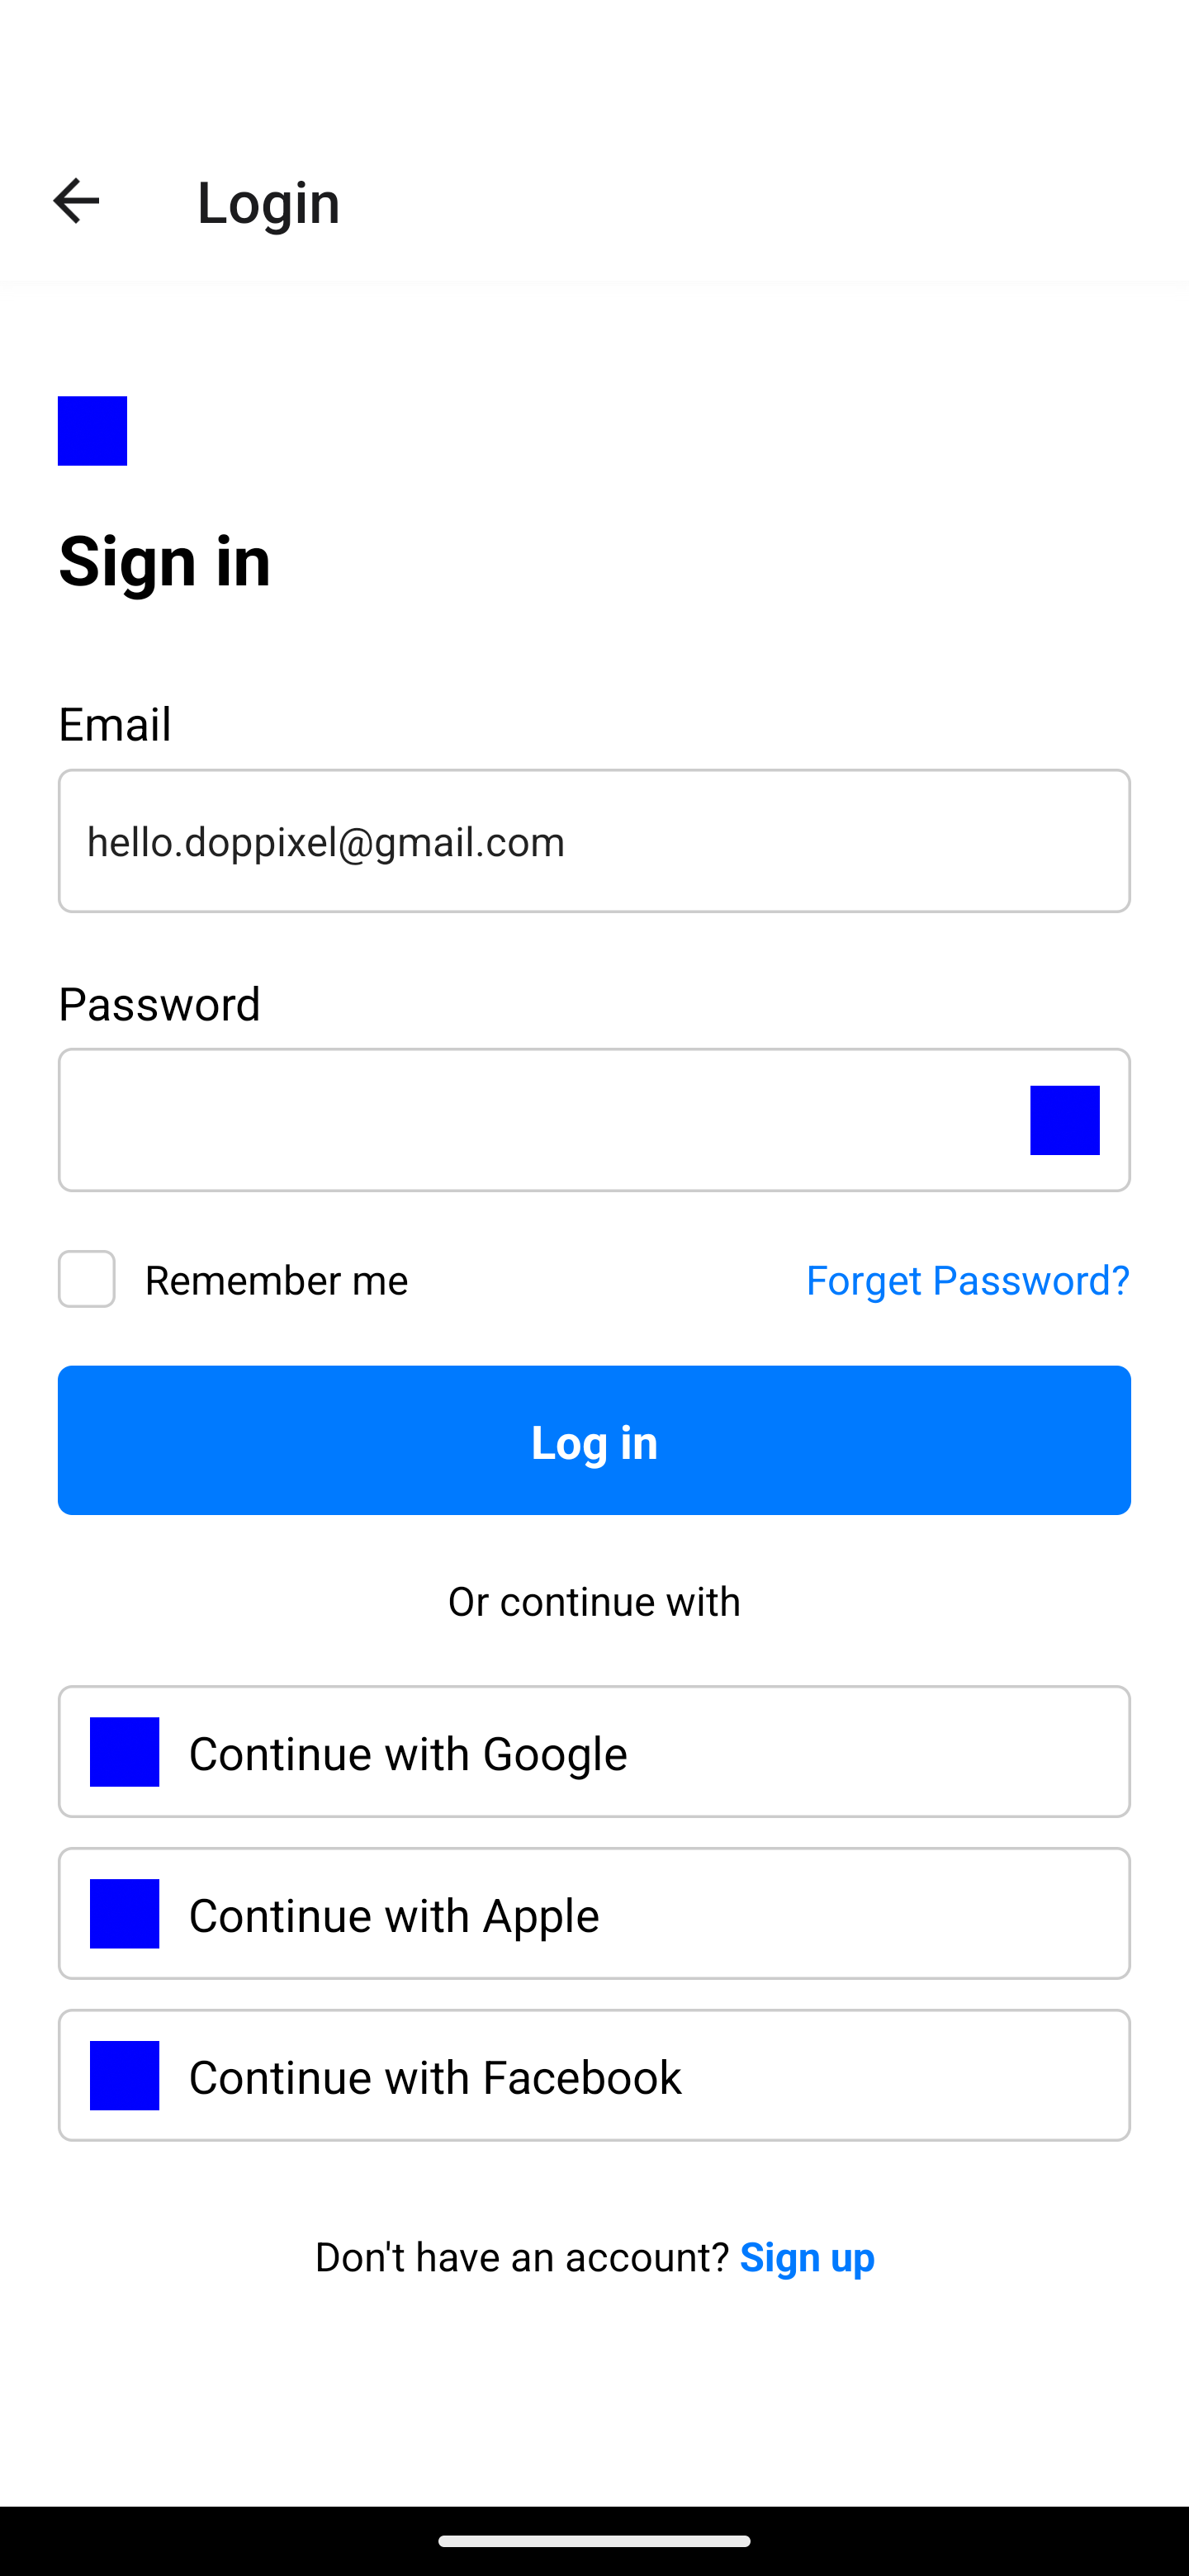 Login
Sign in
Email
hello.doppixel@gmail.com
Password
Remember me
Forget Password?
Log in
Or continue with
Continue with Google
Continue with Apple
Continue with Facebook
Don't have an account? Sign up